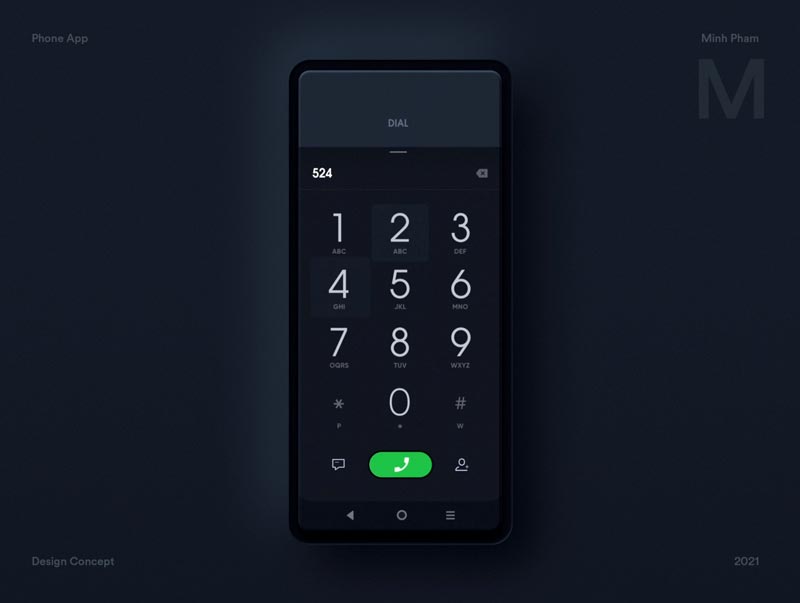 Phone App
Minh Pham
M
DIAL
524
1 2 3
ABC ABC DEF
4 5 6
GHI JKL MNO
7 8 9
OQRS TUV WXYZ
* 0 #
P W
Design Concept
2021